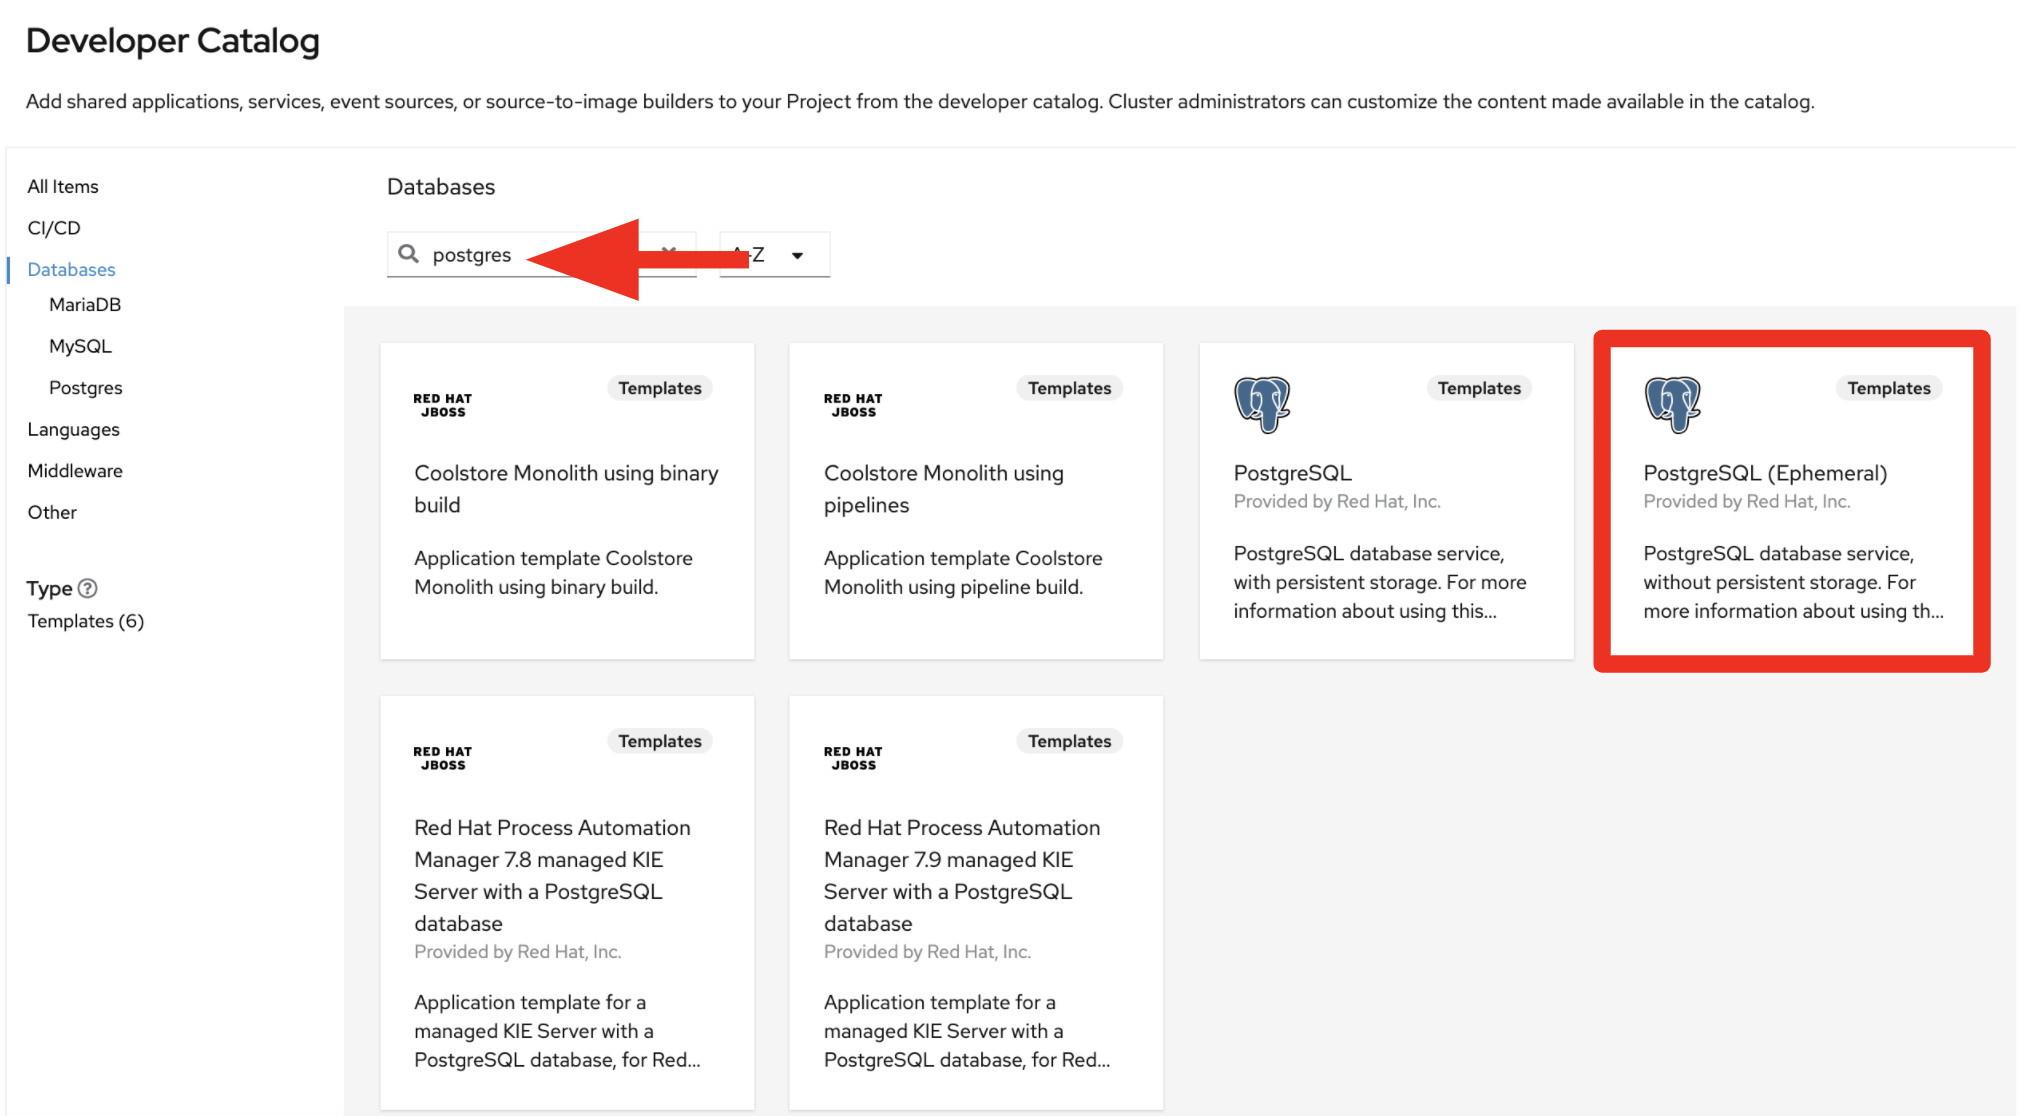 Developer Catalog
Add shared applications, services, event sources, or source-to-image builders to your Project from the developer catalog. Cluster administrators can customize the content made available in the catalog.
All Items
CI/CD
Databases
MariaDB
MySQL
Postgres
Languages
Middleware
Other
Type
Templates (6)
Databases
postgres
A-Z
RED HAT
JBOSS
Templates
Coolstore Monolith using binary
build
Application template Coolstore
Monolith using binary build.
RED HAT
JBOSS
Templates
Coolstore Monolith using
pipelines
Application template Coolstore
Monolith using pipeline build.
Templates
PostgreSQL
Provided by Red Hat, Inc.
PostgreSQL database service,
with persistent storage. For more
information about using this...
Templates
PostgreSQL (Ephemeral)
Provided by Red Hat, Inc.
PostgreSQL database service,
without persistent storage. For
more information about using th...
RED HAT
JBOSS
Templates
Red Hat Process Automation
Manager 7.8 managed KIE
Server with a PostgreSQL
database
Provided by Red Hat, Inc.
Application template for a
managed KIE Server with a
PostgreSQL database, for Red...
RED HAT
JBOSS
Templates
Red Hat Process Automation
Manager 7.9 managed KIE
Server with a PostgreSQL
database
Provided by Red Hat, Inc.
Application template for a
managed KIE Server with a
PostgreSQL database, for Red...